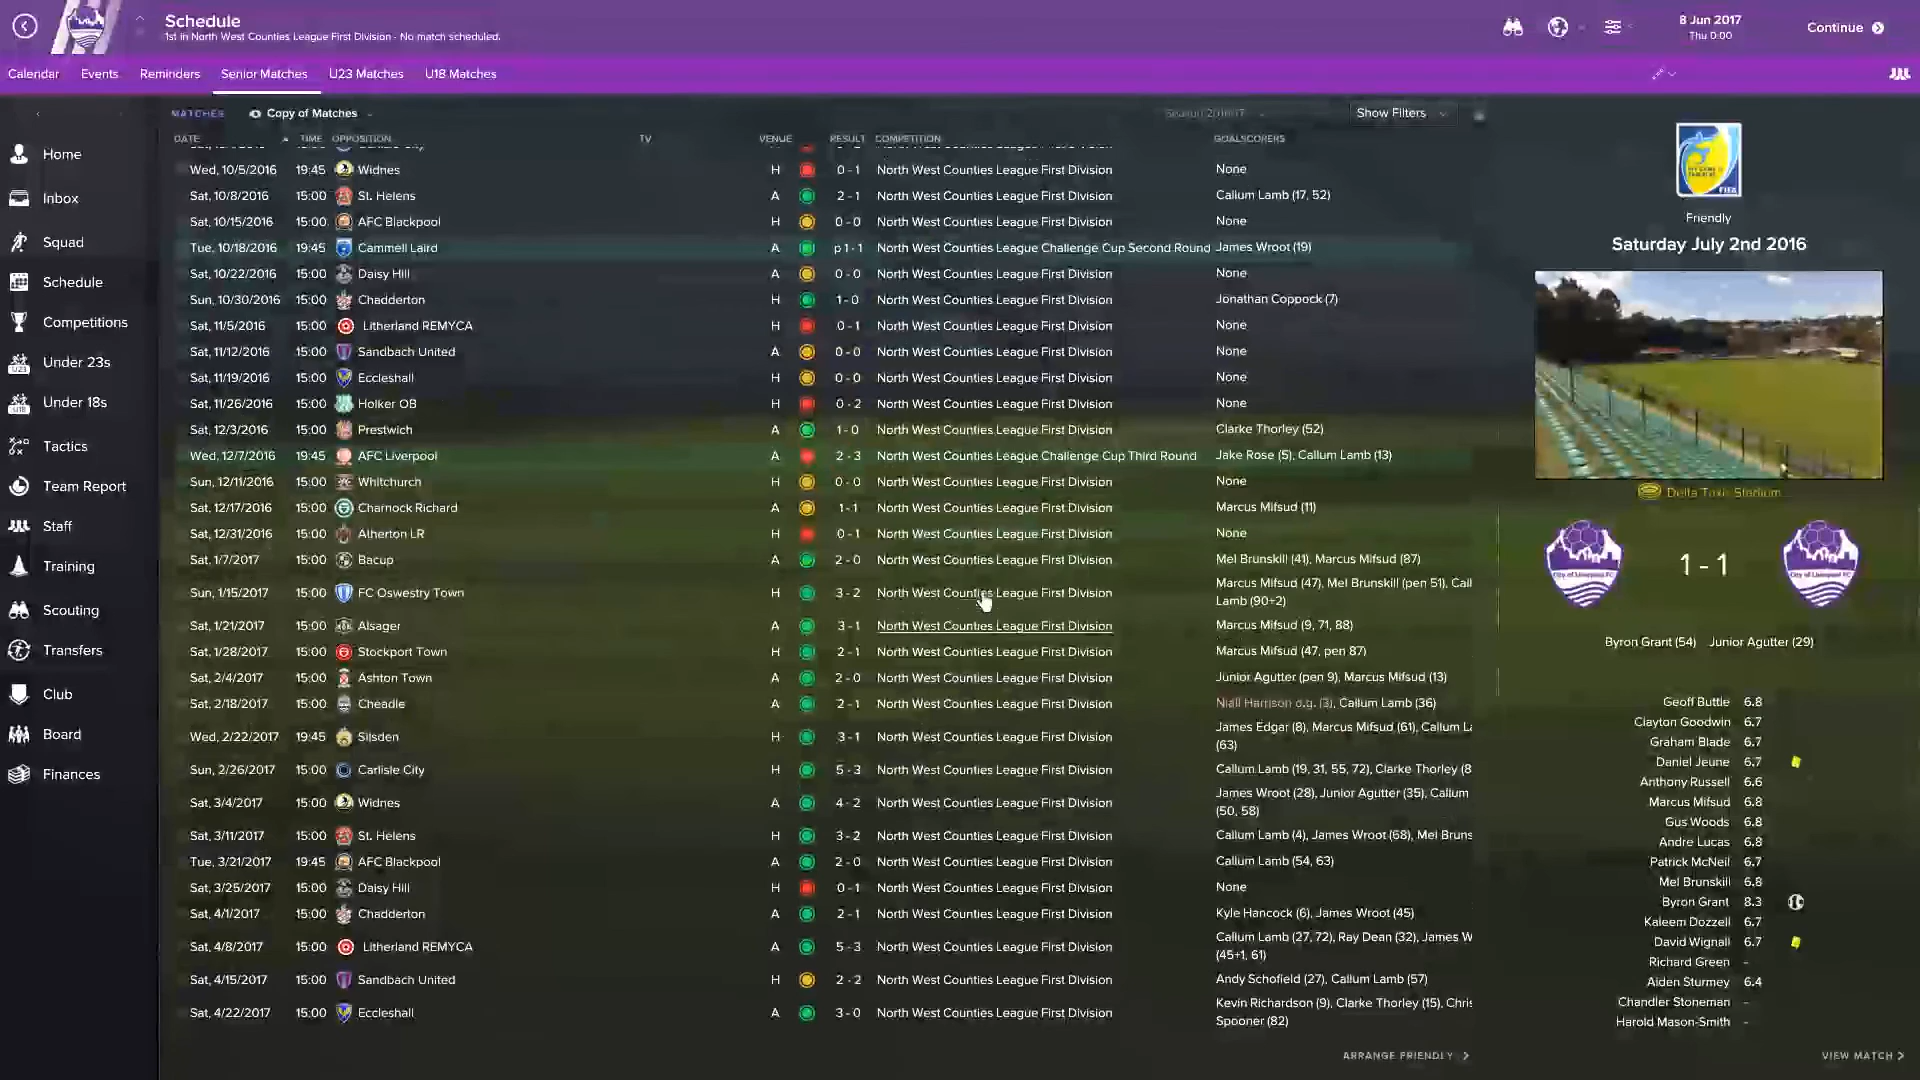 Schedule
1st in North West Counties League First Division - No match scheduled.
8 Jun 2017
Thu 0:00
Continue
Calendar Events Reminders Senior Matches U23 Matches U18 Matches
MATCHES Copy of Matches Season 2016/17 Show Filters
DATE TIME OPPOSITION TV VENUE RESULT COMPETITION GOALSCORERS
Wed, 10/5/2016 19:45 Widnes H 0 - 1 North West Counties League First Division None
Sat, 10/8/2016 15:00 St. Helens A 2 - 1 North West Counties League First Division Callum Lamb (17, 52)
Sat, 10/15/2016 15:00 AFC Blackpool H 0 - 0 North West Counties League First Division None
Tue, 10/18/2016 19:45 Cammell Laird A p 1 - 1 North West Counties League Challenge Cup Second Round James Wroot (19)
Sat, 10/22/2016 15:00 Daisy Hill A 0 - 0 North West Counties League First Division None
Sun, 10/30/2016 15:00 Chadderton H 1 - 0 North West Counties League First Division Jonathan Coppock (7)
Sat, 11/5/2016 15:00 Litherland REMYCA H 0 - 1 North West Counties League First Division None
Sat, 11/12/2016 15:00 Sandbach United A 0 - 0 North West Counties League First Division None
Sat, 11/19/2016 15:00 Eccleshall H 0 - 0 North West Counties League First Division None
Sat, 11/26/2016 15:00 Holker OB H 0 - 2 North West Counties League First Division None
Sat, 12/3/2016 15:00 Prestwich A 1 - 0 North West Counties League First Division Clarke Thorley (52)
Wed, 12/7/2016 19:45 AFC Liverpool A 2 - 3 North West Counties League Challenge Cup Third Round Jake Rose (5), Callum Lamb (13)
Sun, 12/11/2016 15:00 Whitchurch H 0 - 0 North West Counties League First Division None
Sat, 12/17/2016 15:00 Charnock Richard A 1 - 1 North West Counties League First Division Marcus Mifsud (11)
Sat, 12/31/2016 15:00 Atherton LR H 0 - 1 North West Counties League First Division None
Sat, 1/7/2017 15:00 Bacup A 2 - 0 North West Counties League First Division Mel Brunskill (41), Marcus Mifsud (87)
Sun, 1/15/2017 15:00 FC Oswestry Town H 3 - 2 North West Counties League First Division Marcus Mifsud (47), Mel Brunskill (pen 51), Call
Lamb (90+2)
Sat, 1/21/2017 15:00 Alsager A 3 - 1 North West Counties League First Division Marcus Mifsud (9, 71, 88)
Sat, 1/28/2017 15:00 Stockport Town H 2 - 1 North West Counties League First Division Marcus Mifsud (47, pen 87)
Sat, 2/4/2017 15:00 Ashton Town A 2 - 0 North West Counties League First Division Junior Agutter (pen 9), Marcus Mifsud (13)
Sat, 2/18/2017 15:00 Cheadle A 2 - 1 North West Counties League First Division Niall Harrison o.g. (3), Callum Lamb (36)
Wed, 2/22/2017 19:45 Silsden H 3 - 1 North West Counties League First Division James Edgar (8), Marcus Mifsud (61), Callum La
(63)
Sun, 2/26/2017 15:00 Carlisle City H 5 - 3 North West Counties League First Division Callum Lamb (19, 31, 55, 72), Clarke Thorley (8
Sat, 3/4/2017 15:00 Widnes A 4 - 2 North West Counties League First Division James Wroot (28), Junior Agutter (35), Callum
(50, 58)
Sat, 3/11/2017 15:00 St. Helens H 3 - 2 North West Counties League First Division Callum Lamb (4), James Wroot (68), Mel Bruns
Tue, 3/21/2017 19:45 AFC Blackpool A 2 - 0 North West Counties League First Division Callum Lamb (54, 63)
Sat, 3/25/2017 15:00 Daisy Hill H 0 - 1 North West Counties League First Division None
Sat, 4/1/2017 15:00 Chadderton A 2 - 1 North West Counties League First Division Kyle Hancock (6), James Wroot (45)
Sat, 4/8/2017 15:00 Litherland REMYCA A 5 - 3 North West Counties League First Division Callum Lamb (27, 72), Ray Dean (32), James W
(45+1, 61)
Sat, 4/15/2017 15:00 Sandbach United H 2 - 2 North West Counties League First Division Andy Schofield (27), Callum Lamb (57)
Sat, 4/22/2017 15:00 Eccleshall A 3 - 0 North West Counties League First Division Kevin Richardson (9), Clarke Thorley (15), Chris
Spooner (82)
ARRANGE FRIENDLY
Home
Inbox
Squad
Schedule
Competitions
Under 23s
Under 18s
Tactics
Team Report
Staff
Training
Scouting
Transfers
Club
Board
Finances
FIFA
Friendly
Saturday July 2nd 2016
Delta Taxis Stadium
City of Liverpool FC
1 - 1
City of Liverpool FC
Byron Grant (54) Junior Agutter (29)
Geoff Buttle 6.8
Clayton Goodwin 6.7
Graham Blade 6.7
Daniel Jeune 6.7
Anthony Russell 6.6
Marcus Mifsud 6.8
Gus Woods 6.8
Andre Lucas 6.8
Patrick McNeil 6.7
Mel Brunskill 6.8
Byron Grant 8.3
Kaleem Dozzell 6.7
David Wignall 6.7
Richard Green -
Aiden Sturmey 6.4
Chandler Stoneman -
Harold Mason-Smith -
VIEW MATCH